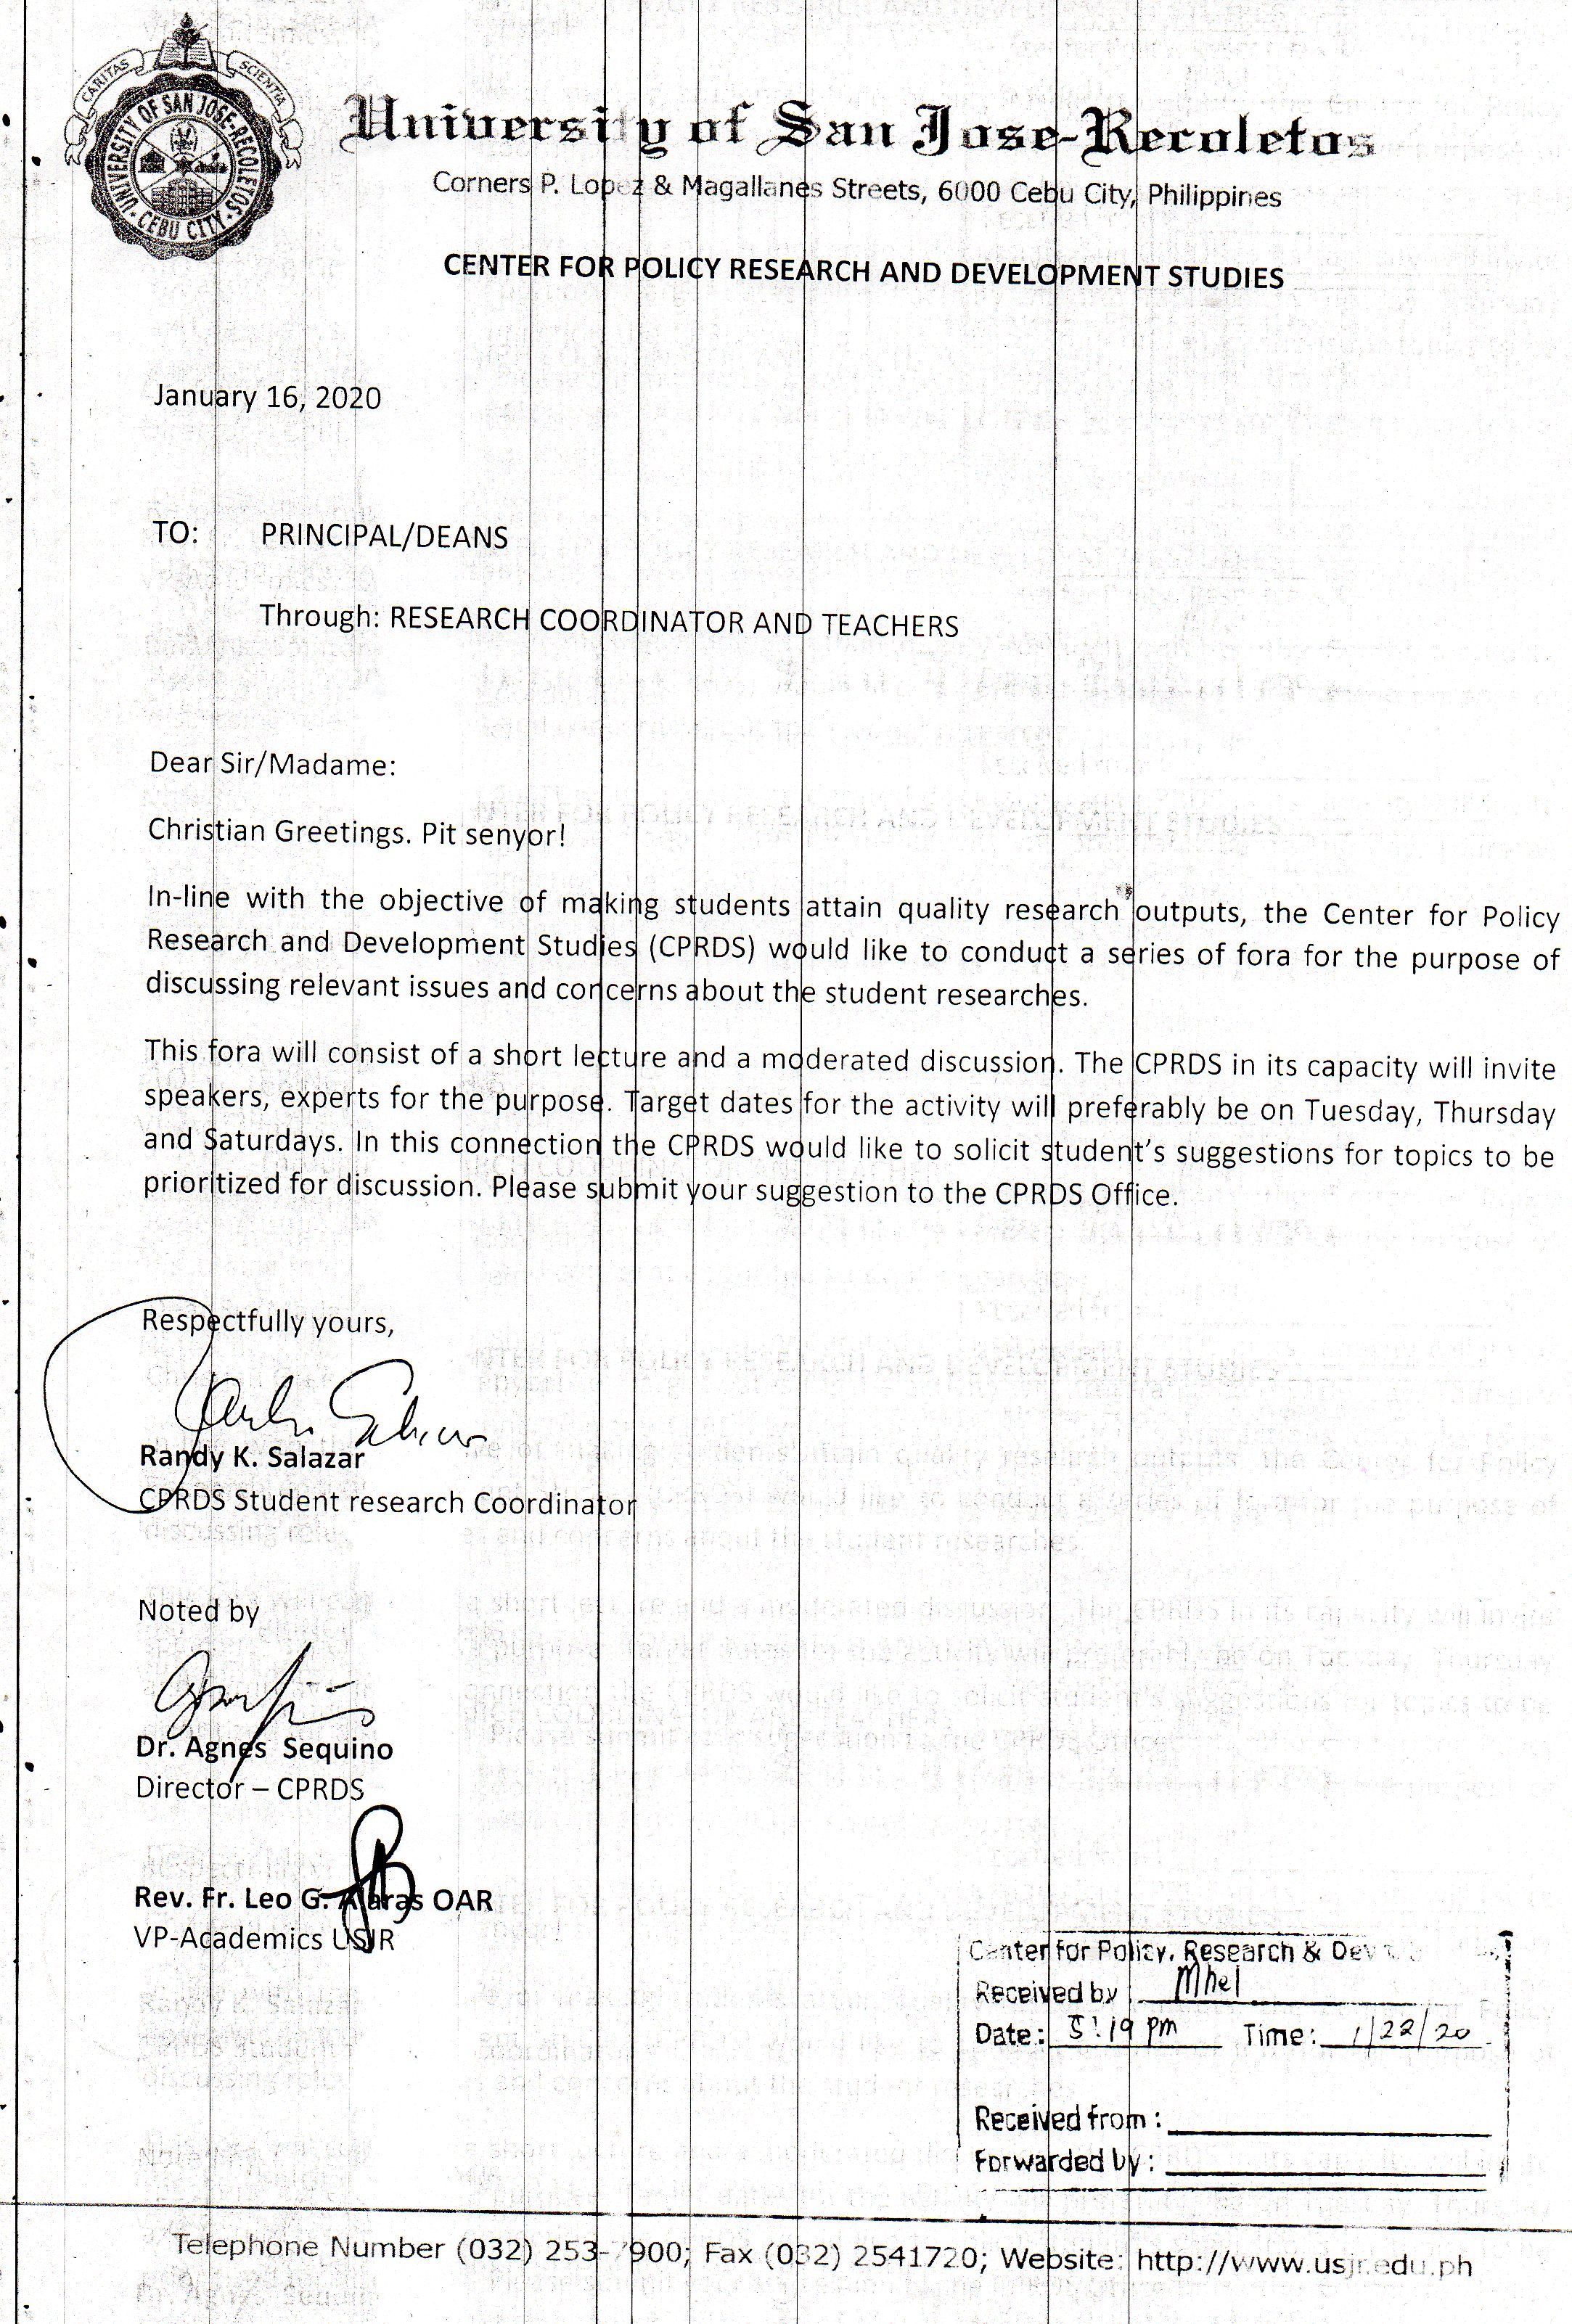 CARITAS SCIENTIA
UNIVERSITY OF SAN JOSE-RECOLETOS
CEBU CITY
University of San Jose-Recoletos
Corners P. Lopez & Magallanes Streets, 6000 Cebu City, Philippines
CENTER FOR POLICY RESEARCH AND DEVELOPMENT STUDIES
January 16, 2020
TO: PRINCIPAL/DEANS
Through: RESEARCH COORDINATOR AND TEACHERS
Dear Sir/Madame:
Christian Greetings. Pit senyor!
In-line with the objective of making students attain quality research outputs, the Center for Policy
Research and Development Studies (CPRDS) would like to conduct a series of fora for the purpose of
discussing relevant issues and concerns about the student researches.
This fora will consist of a short lecture and a moderated discussion. The CPRDS in its capacity will invite
speakers, experts for the purpose. Target dates for the activity will preferably be on Tuesday, Thursday
and Saturdays. In this connection the CPRDS would like to solicit student's suggestions for topics to be
prioritized for discussion. Please submit your suggestion to the CPRDS Office.
Respectfully yours,
Randy K. Salazar
CPRDS Student research Coordinator
Noted by
Dr. Agnes Sequino
Director – CPRDS
Rev. Fr. Leo G. Alaras OAR
VP-Academics USJR
Center for Policy, Research & Dev
Received by Mhel
Date: 5:19 pm Time: 1/22/20
Received from:
Forwarded by:
Telephone Number (032) 253-7900; Fax (032) 2541720; Website: http://www.usjr.edu.ph